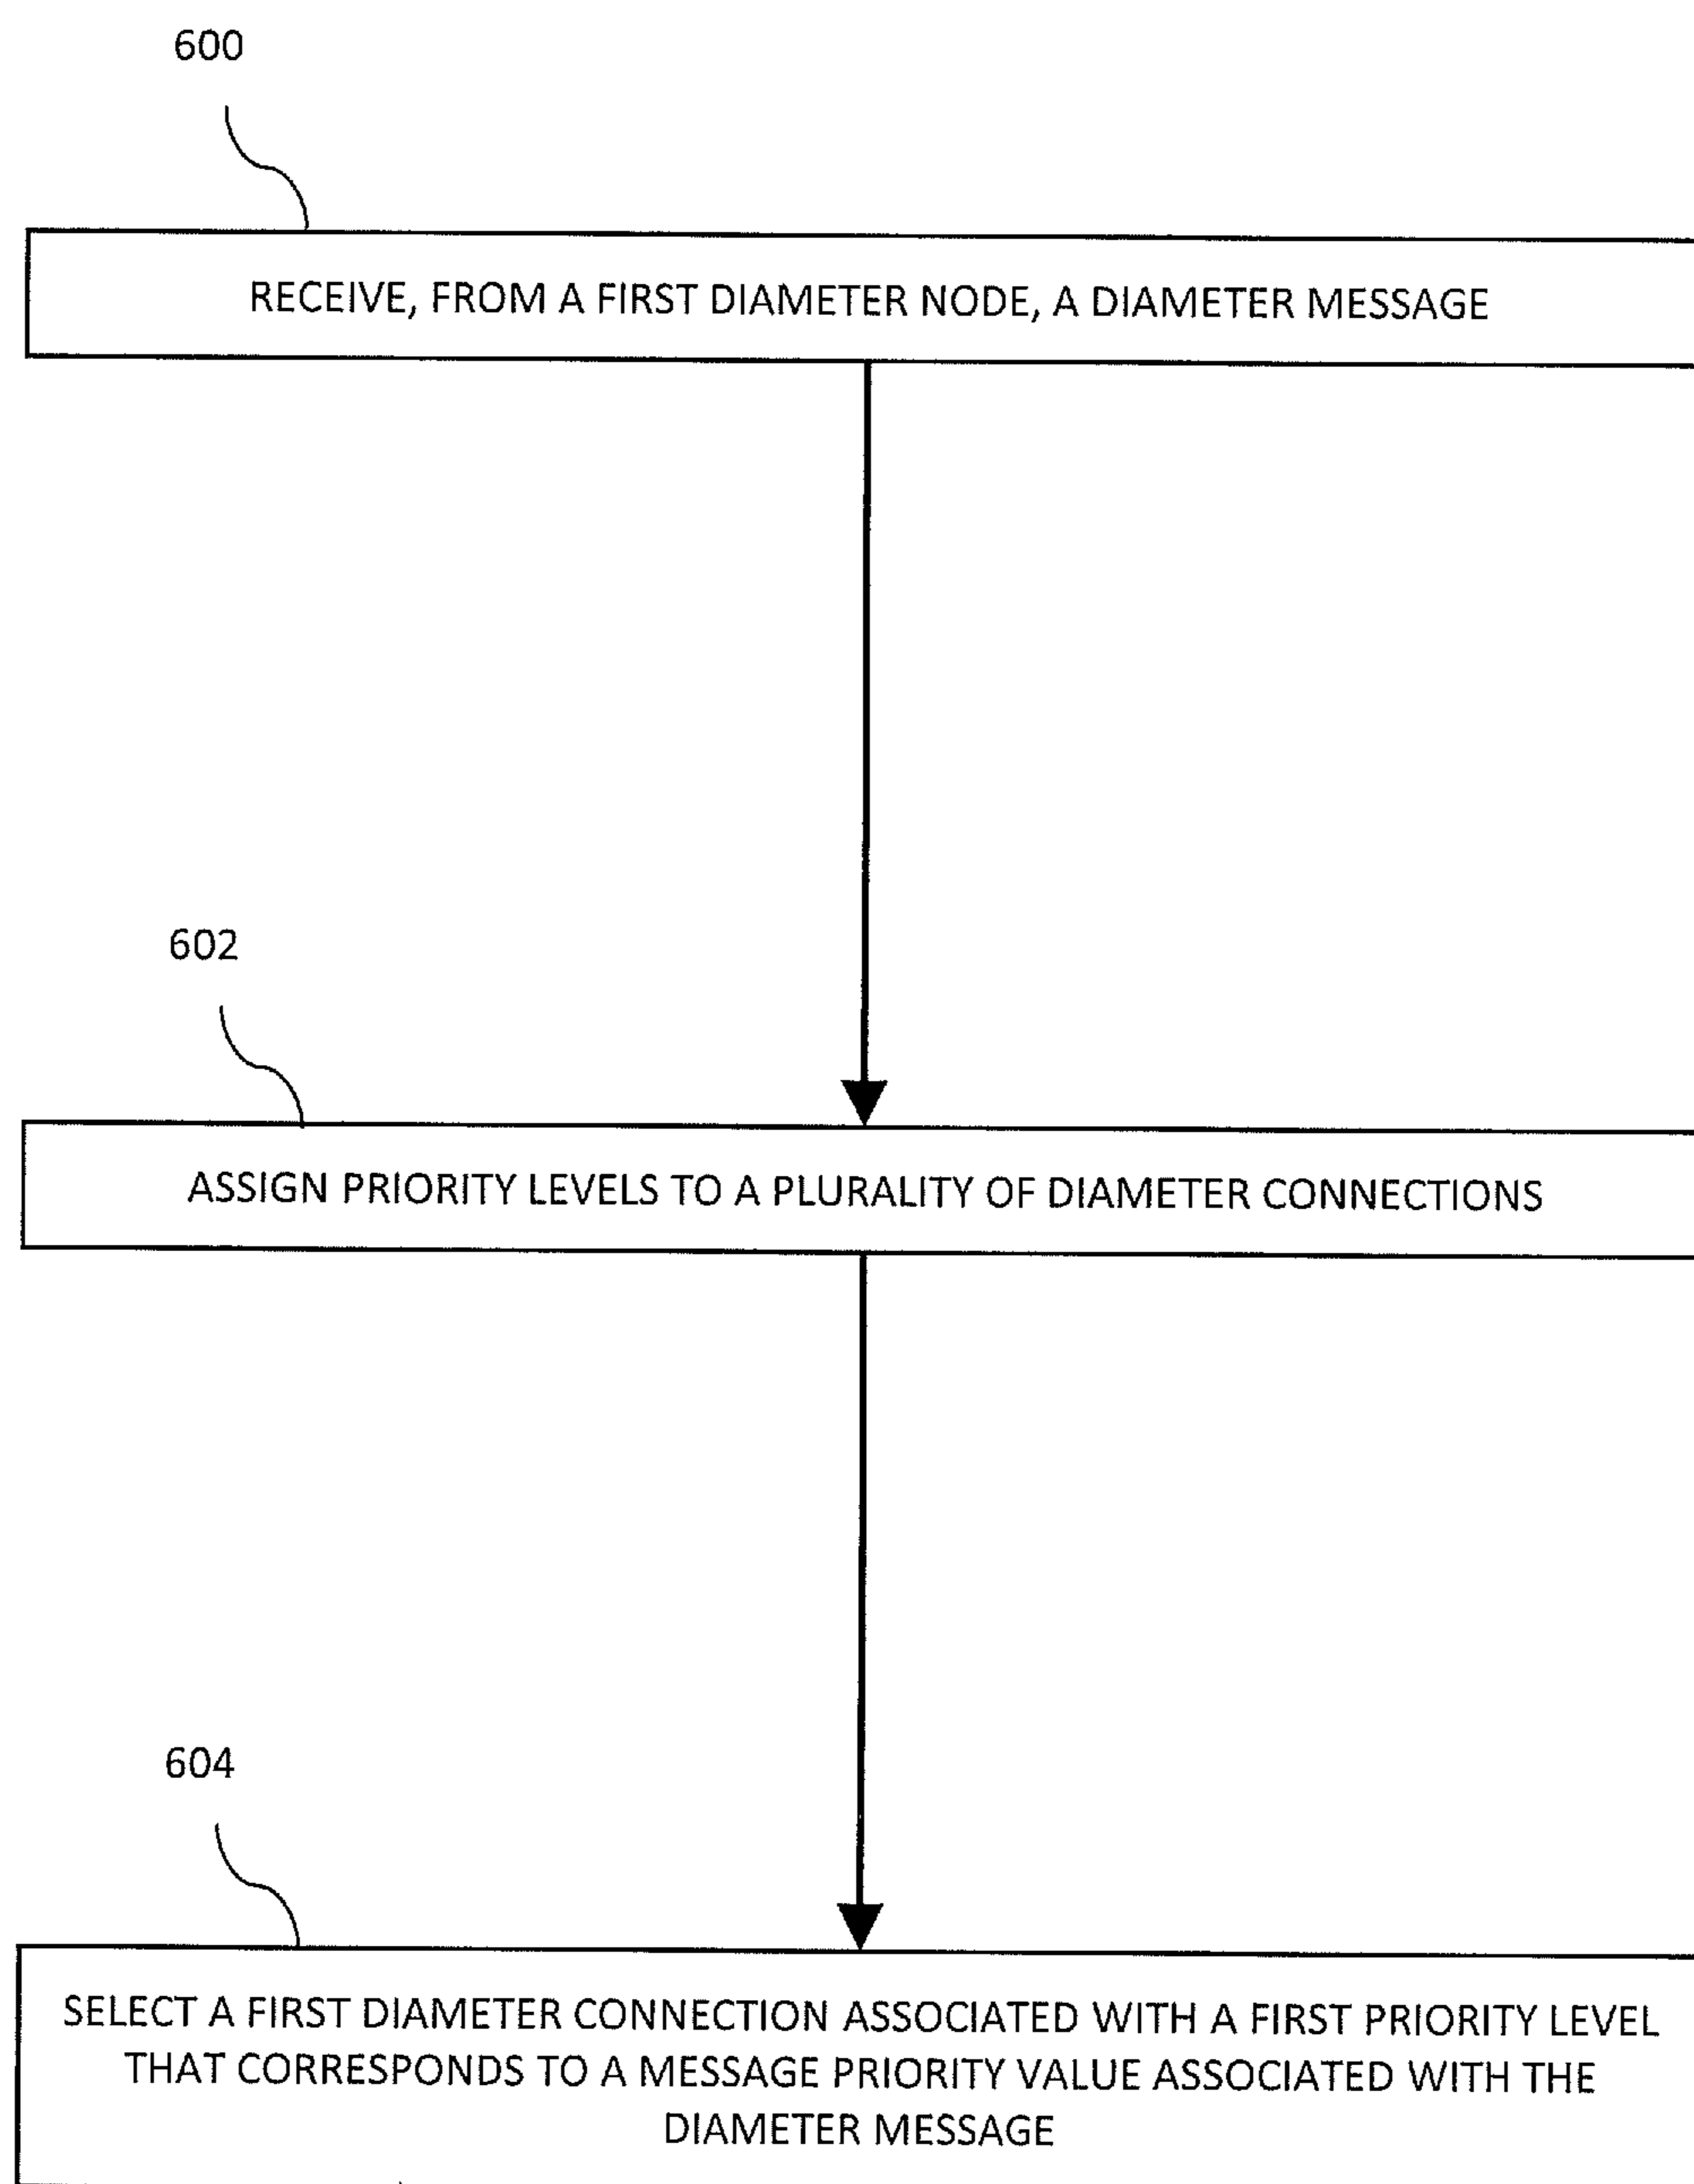 600
RECEIVE, FROM A FIRST DIAMETER NODE, A DIAMETER MESSAGE
602
ASSIGN PRIORITY LEVELS TO A PLURALITY OF DIAMETER CONNECTIONS
604
SELECT A FIRST DIAMETER CONNECTION ASSOCIATED WITH A FIRST PRIORITY LEVEL
THAT CORRESPONDS TO A MESSAGE PRIORITY VALUE ASSOCIATED WITH THE
DIAMETER MESSAGE